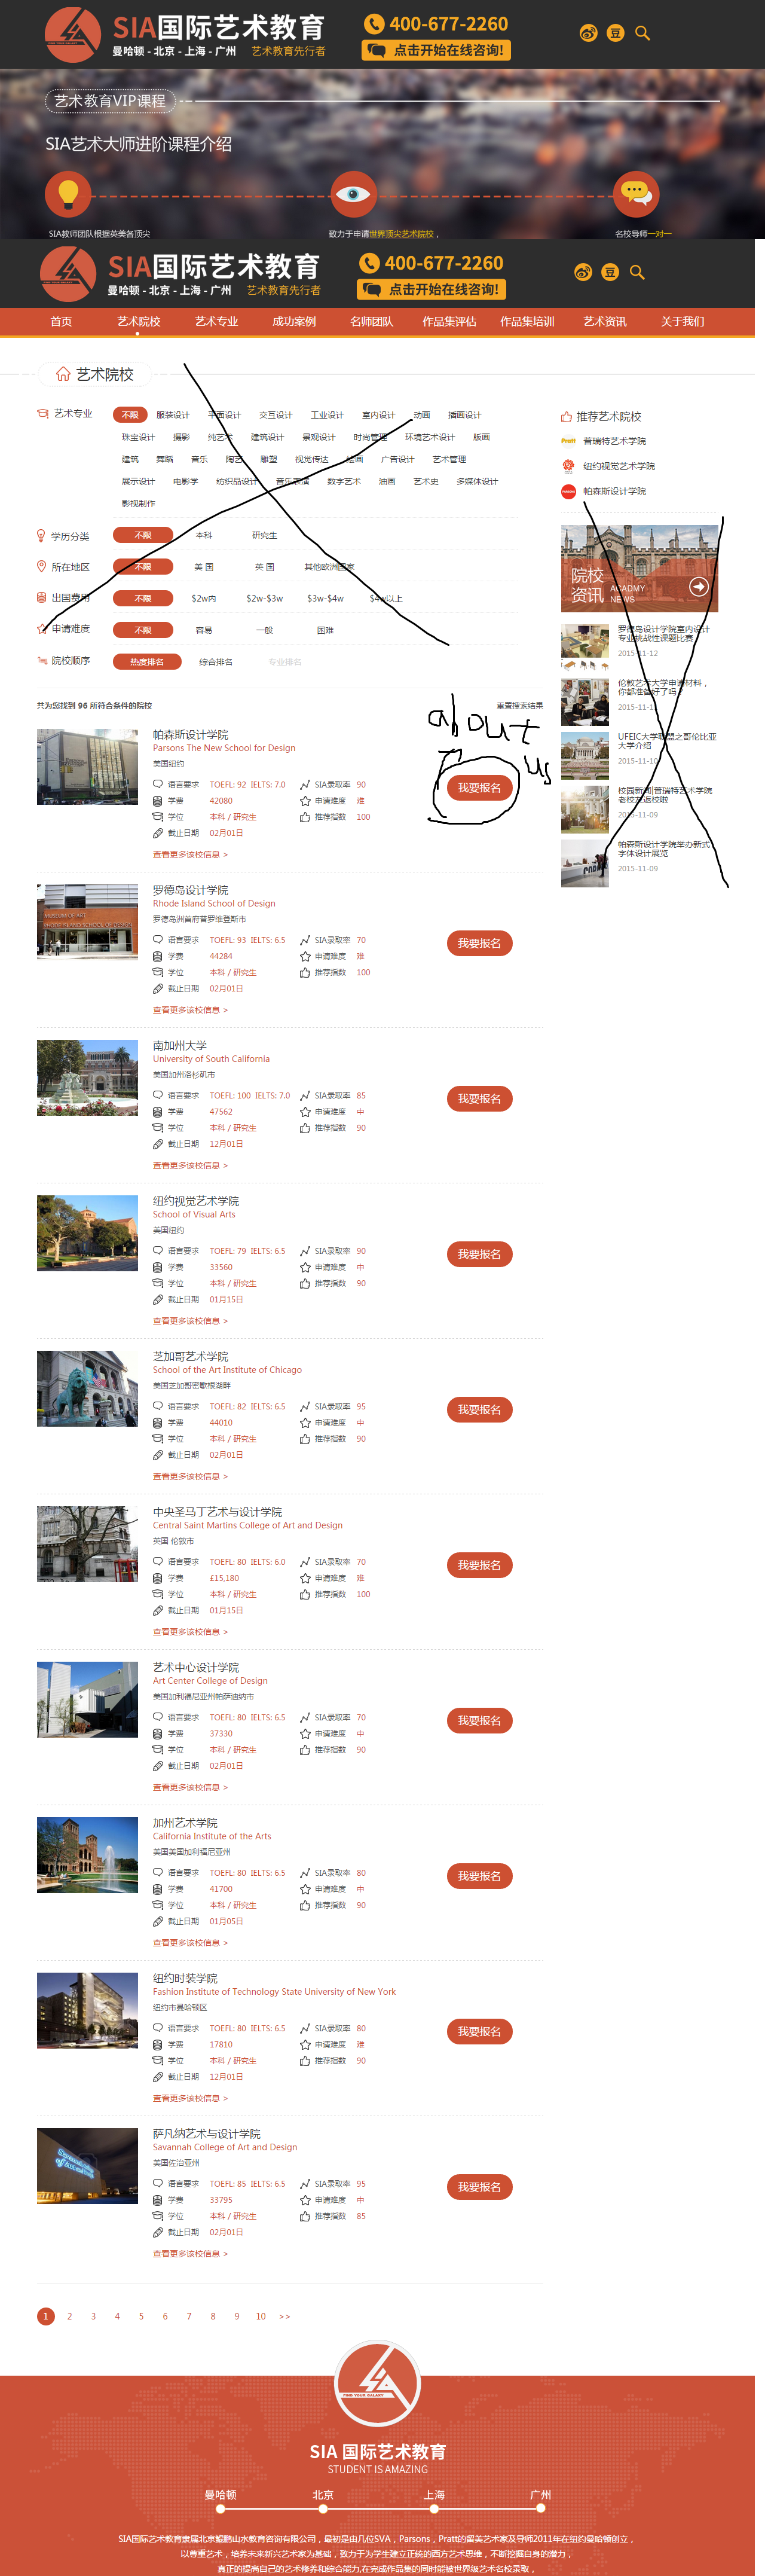 SIA国际艺术教育
曼哈顿 - 北京 - 上海 - 广州 艺术教育先行者
400-677-2260
点击开始在线咨询!
豆
艺术教育VIP课程
SIA艺术大师进阶课程介绍
SIA教师团队根据英美各顶尖
致力于申请世界顶尖艺术院校，
名校导师一对一
SIA国际艺术教育
曼哈顿 - 北京 - 上海 - 广州 艺术教育先行者
400-677-2260
点击开始在线咨询!
豆
首页 艺术院校 艺术专业 成功案例 名师团队 作品集评估 作品集培训 艺术资讯 关于我们
艺术院校
艺术专业 不限 服装设计 平面设计 交互设计 工业设计 室内设计 动画 插画设计
珠宝设计 摄影 纯艺术 建筑设计 景观设计 时尚管理 环境艺术设计 版画
建筑 舞蹈 音乐 陶艺 雕塑 视觉传达 绘画 广告设计 艺术管理
展示设计 电影学 纺织品设计 音乐表演 数字艺术 油画 艺术史 多媒体设计
影视制作
学历分类 不限 本科 研究生
所在地区 不限 美 国 英 国 其他欧洲国家
出国费用 不限 $2w内 $2w-$3w $3w-$4w $4w以上
申请难度 不限 容易 一般 困难
院校顺序 热度排名 综合排名 专业排名
共为您找到 96 所符合条件的院校 重置搜索结果
about
us
帕森斯设计学院
Parsons The New School for Design
美国纽约
语言要求 TOEFL: 92 IELTS: 7.0 SIA录取率 90
学费 42080 申请难度 难
学位 本科 / 研究生 推荐指数 100
截止日期 02月01日
查看更多该校信息 >
我要报名
罗德岛设计学院
Rhode Island School of Design
罗德岛洲首府普罗维登斯市
语言要求 TOEFL: 93 IELTS: 6.5 SIA录取率 70
学费 44284 申请难度 难
学位 本科 / 研究生 推荐指数 100
截止日期 02月01日
查看更多该校信息 >
我要报名
南加州大学
University of South California
美国加州洛杉矶市
语言要求 TOEFL: 100 IELTS: 7.0 SIA录取率 85
学费 47562 申请难度 中
学位 本科 / 研究生 推荐指数 90
截止日期 12月01日
查看更多该校信息 >
我要报名
纽约视觉艺术学院
School of Visual Arts
美国纽约
语言要求 TOEFL: 79 IELTS: 6.5 SIA录取率 90
学费 33560 申请难度 中
学位 本科 / 研究生 推荐指数 90
截止日期 01月15日
查看更多该校信息 >
我要报名
芝加哥艺术学院
School of the Art Institute of Chicago
美国芝加哥密歇根湖畔
语言要求 TOEFL: 82 IELTS: 6.5 SIA录取率 95
学费 44010 申请难度 中
学位 本科 / 研究生 推荐指数 90
截止日期 02月01日
查看更多该校信息 >
我要报名
中央圣马丁艺术与设计学院
Central Saint Martins College of Art and Design
英国 伦敦市
语言要求 TOEFL: 80 IELTS: 6.0 SIA录取率 70
学费 £15,180 申请难度 难
学位 本科 / 研究生 推荐指数 100
截止日期 01月15日
查看更多该校信息 >
我要报名
艺术中心设计学院
Art Center College of Design
美国加利福尼亚州帕萨迪纳市
语言要求 TOEFL: 80 IELTS: 6.5 SIA录取率 70
学费 37330 申请难度 中
学位 本科 / 研究生 推荐指数 90
截止日期 02月01日
查看更多该校信息 >
我要报名
加州艺术学院
California Institute of the Arts
美国美国加利福尼亚州
语言要求 TOEFL: 80 IELTS: 6.5 SIA录取率 80
学费 41700 申请难度 中
学位 本科 / 研究生 推荐指数 90
截止日期 01月05日
查看更多该校信息 >
我要报名
纽约时装学院
Fashion Institute of Technology State University of New York
纽约市曼哈顿区
语言要求 TOEFL: 80 IELTS: 6.5 SIA录取率 80
学费 17810 申请难度 难
学位 本科 / 研究生 推荐指数 90
截止日期 12月01日
查看更多该校信息 >
我要报名
萨凡纳艺术与设计学院
Savannah College of Art and Design
美国佐治亚州
语言要求 TOEFL: 85 IELTS: 6.5 SIA录取率 95
学费 33795 申请难度 中
学位 本科 / 研究生 推荐指数 85
截止日期 02月01日
查看更多该校信息 >
我要报名
1 2 3 4 5 6 7 8 9 10 >>
推荐艺术院校
Pratt 普瑞特艺术学院
纽约视觉艺术学院
帕森斯设计学院
院校
资讯 ACADMY
NEWS
罗德岛设计学院室内设计
专业挑战性课题比赛
2015-11-12
伦敦艺术大学申请材料，
你都准备好了吗？
2015-11-1
UFEIC大学联盟之哥伦比亚
大学介绍
2015-11-10
校园新闻|普瑞特艺术学院
老校友返校啦
2015-11-09
帕森斯设计学院举办新式
字体设计展览
2015-11-09
FIND YOUR GALAXY
SIA 国际艺术教育
STUDENT IS AMAZING
曼哈顿 北京 上海 广州
SIA国际艺术教育隶属北京鲲鹏山水教育咨询有限公司，最初是由几位SVA，Parsons，Pratt的留美艺术家及导师2011年在纽约曼哈顿创立，
以尊重艺术，培养未来新兴艺术家为基础，致力于为学生建立正统的西方艺术思维，不断挖掘自身的潜力，
真正的提高自己的艺术修养和综合能力,在完成作品集的同时能被世界级艺术名校录取，